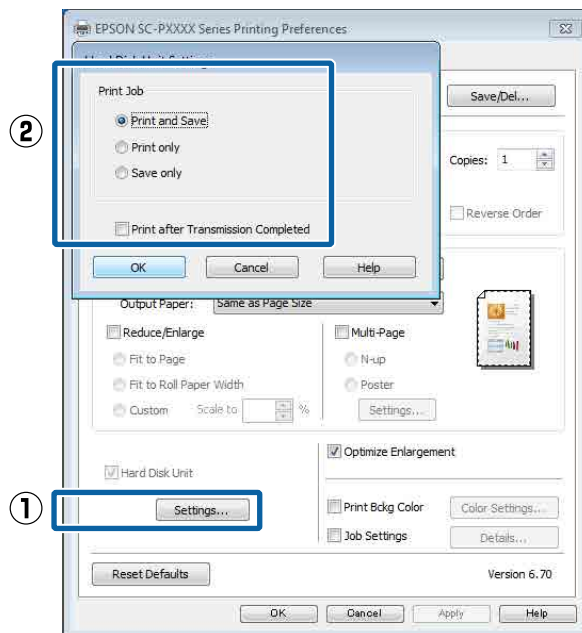 EPSON SC-PXXXX Series Printing Preferences
Print Job
Print and Save
Print only
Save only
Print after Transmission Completed
OK Cancel Help
②
Save/Del...
Copies: 1
Reverse Order
Output Paper: Same as Page Size
Reduce/Enlarge
Fit to Page
Fit to Roll Paper Width
Custom Scale to %
Multi-Page
N-up
Poster
Settings...
Hard Disk Unit
①
Settings...
Optimize Enlargement
Print Bckg Color Color Settings...
Job Settings Details...
Reset Defaults Version 6.70
OK Cancel Apply Help